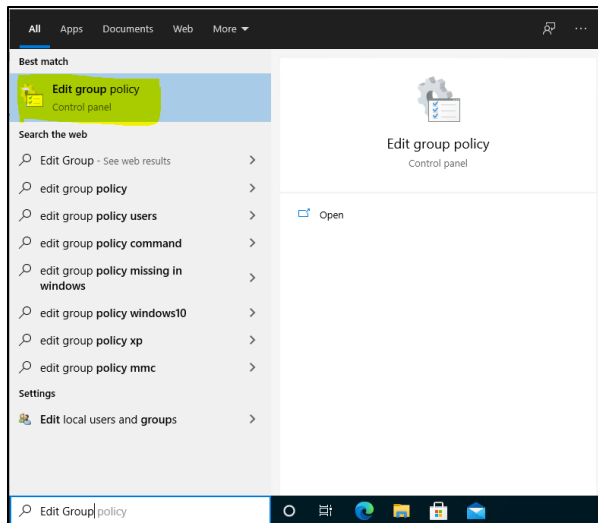 All Apps Documents Web More
Best match
Edit group policy
Control panel
Search the web
Edit Group - See web results
edit group policy
edit group policy users
edit group policy command
edit group policy missing in
windows
edit group policy windows10
edit group policy xp
edit group policy mmc
Settings
Edit local users and groups
Edit group policy
Control panel
Open
Edit Group policy